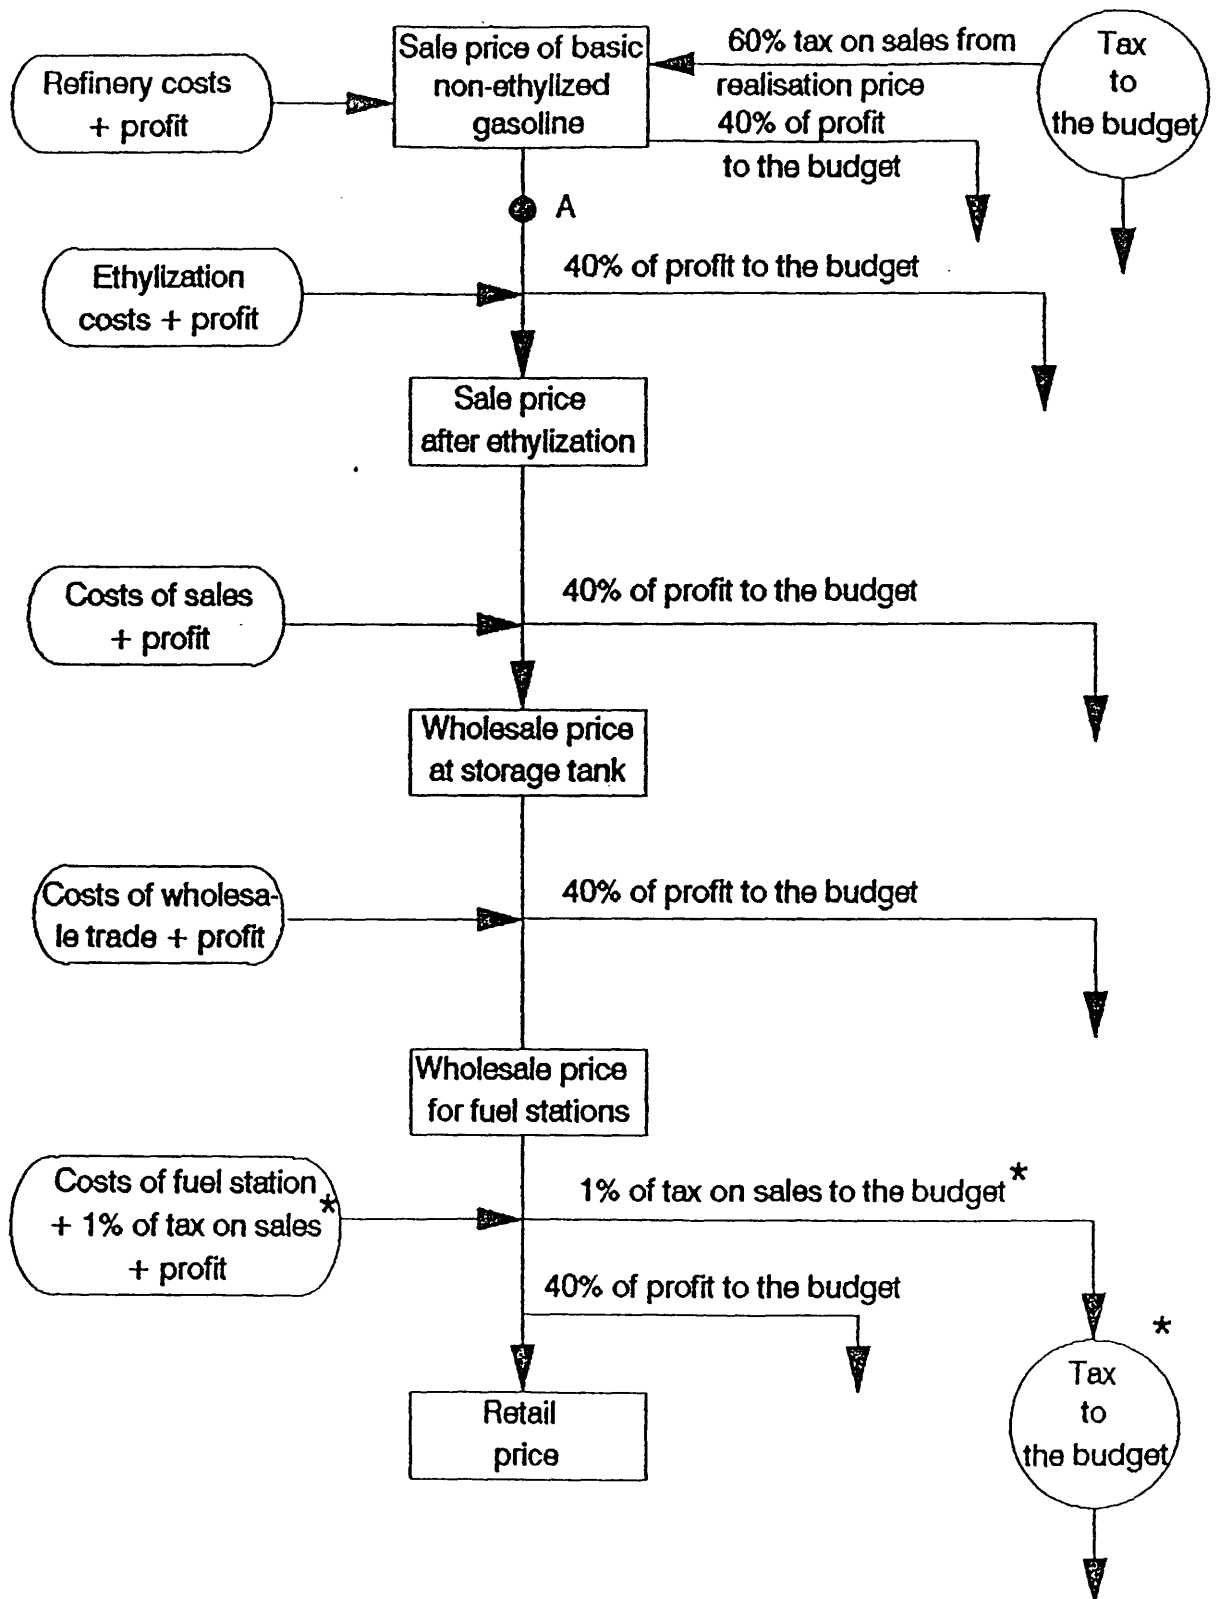 Refinery costs
+ profit
Sale price of basic
non-ethylized
gasoline
60% tax on sales from
realisation price
40% of profit
to the budget
Tax
to
the budget
A
Ethylization
costs + profit
40% of profit to the budget
Sale price
after ethylization
Costs of sales
+ profit
40% of profit to the budget
Wholesale price
at storage tank
Costs of wholesa-
le trade + profit
40% of profit to the budget
Wholesale price
for fuel stations
Costs of fuel station
+ 1% of tax on sales*
+ profit
1% of tax on sales to the budget*
40% of profit to the budget
*
Retail
price
Tax
to
the budget